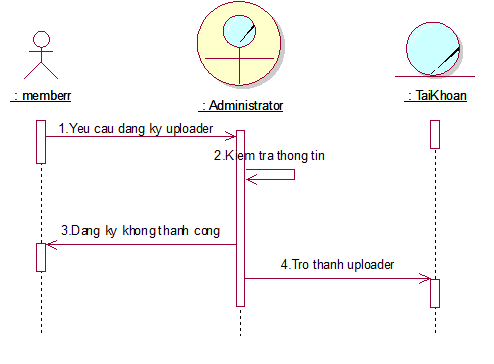 : memberr
: Administrator
: TaiKhoan
1.Yeu cau dang ky uploader
2.Kiem tra thong tin
3.Dang ky khong thanh cong
4.Tro thanh uploader